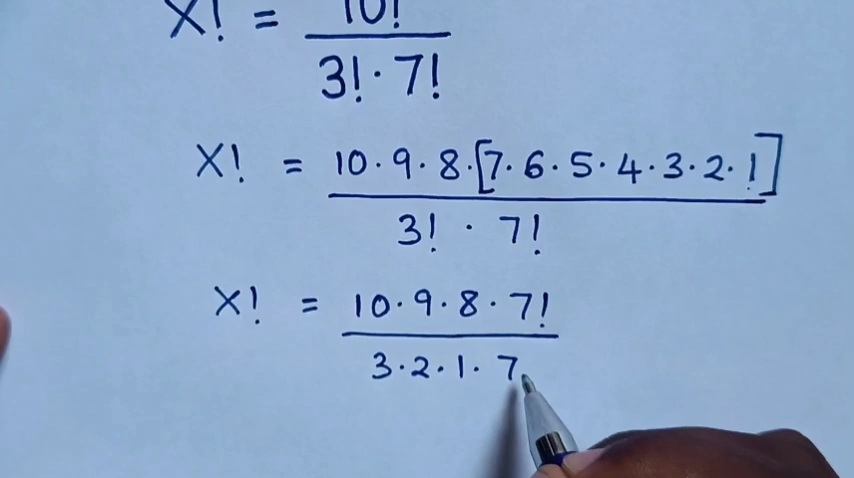 X! = 10! / 3! · 7!
X! = 10 · 9 · 8 · [7 · 6 · 5 · 4 · 3 · 2 · 1] / 3! · 7!
X! = 10 · 9 · 8 · 7! / 3 · 2 · 1 · 7